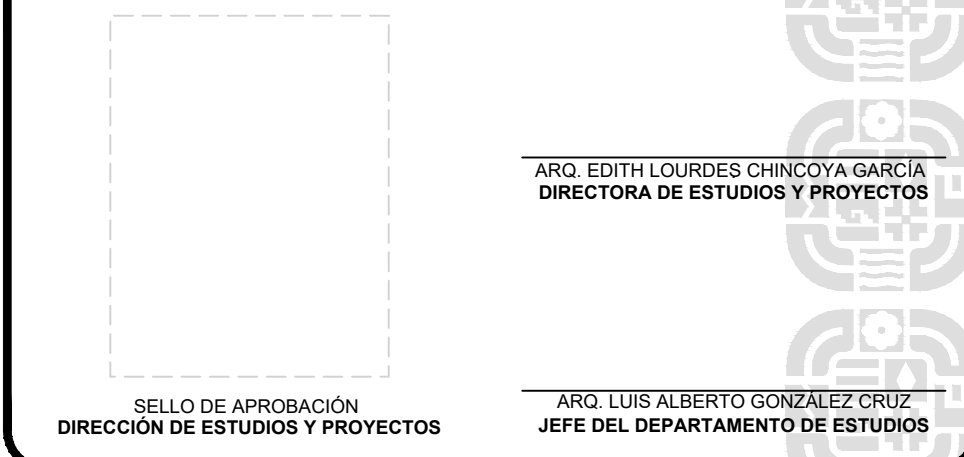 ARQ. EDITH LOURDES CHINCOYA GARCÍA
DIRECTORA DE ESTUDIOS Y PROYECTOS
SELLO DE APROBACIÓN
DIRECCIÓN DE ESTUDIOS Y PROYECTOS
ARQ. LUIS ALBERTO GONZÁLEZ CRUZ
JEFE DEL DEPARTAMENTO DE ESTUDIOS